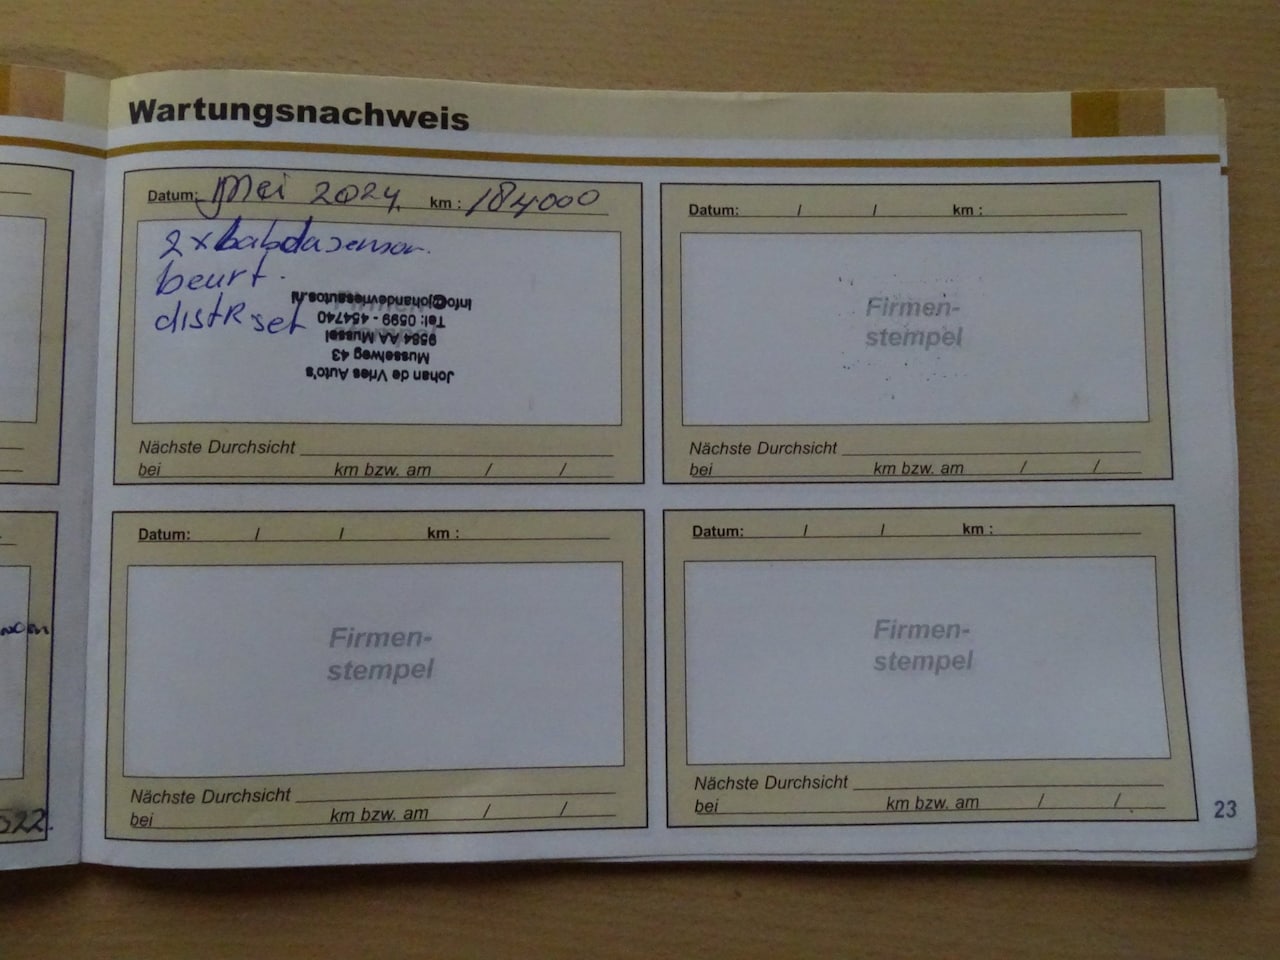 Wartungsnachweis
Datum: Mei 2024 km : 184000
2x labdasensor
beurt.
distR set
Johan de Vries Auto's
Musselweg 43
9584 AA Mussel
Tel: 0599 - 454740
info@johandevriesautos.nl
Firmen-
stempel
Nächste Durchsicht
bei km bzw. am / /
Datum: / / km :
Firmen-
stempel
Nächste Durchsicht
bei km bzw. am / /
Datum: / / km :
Firmen-
stempel
Nächste Durchsicht
bei km bzw. am / /
Datum: / / km :
Firmen-
stempel
Nächste Durchsicht
bei km bzw. am / /
23